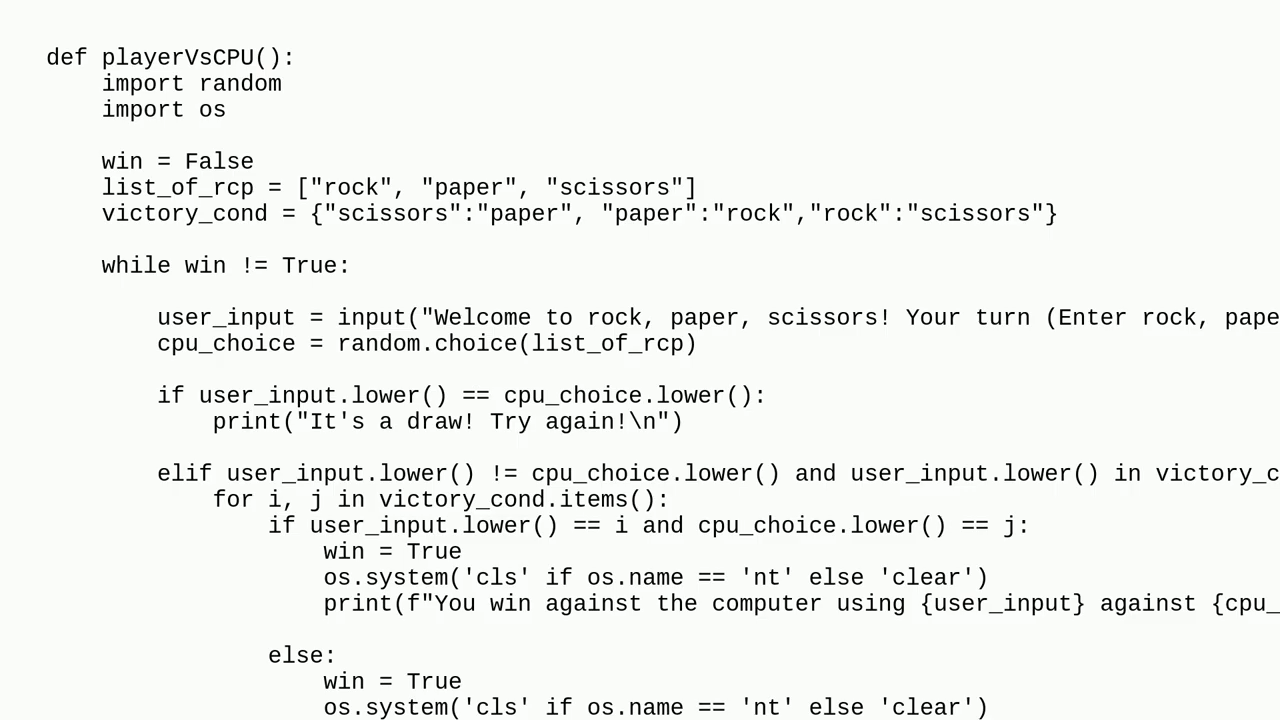 def playerVsCPU():
    import random
    import os

    win = False
    list_of_rcp = ["rock", "paper", "scissors"]
    victory_cond = {"scissors":"paper", "paper":"rock","rock":"scissors"}

    while win != True:

        user_input = input("Welcome to rock, paper, scissors! Your turn (Enter rock, pape
        cpu_choice = random.choice(list_of_rcp)

        if user_input.lower() == cpu_choice.lower():
            print("It's a draw! Try again!\n")

        elif user_input.lower() != cpu_choice.lower() and user_input.lower() in victory_c
            for i, j in victory_cond.items():
                if user_input.lower() == i and cpu_choice.lower() == j:
                    win = True
                    os.system('cls' if os.name == 'nt' else 'clear')
                    print(f"You win against the computer using {user_input} against {cpu_

                else:
                    win = True
                    os.system('cls' if os.name == 'nt' else 'clear')